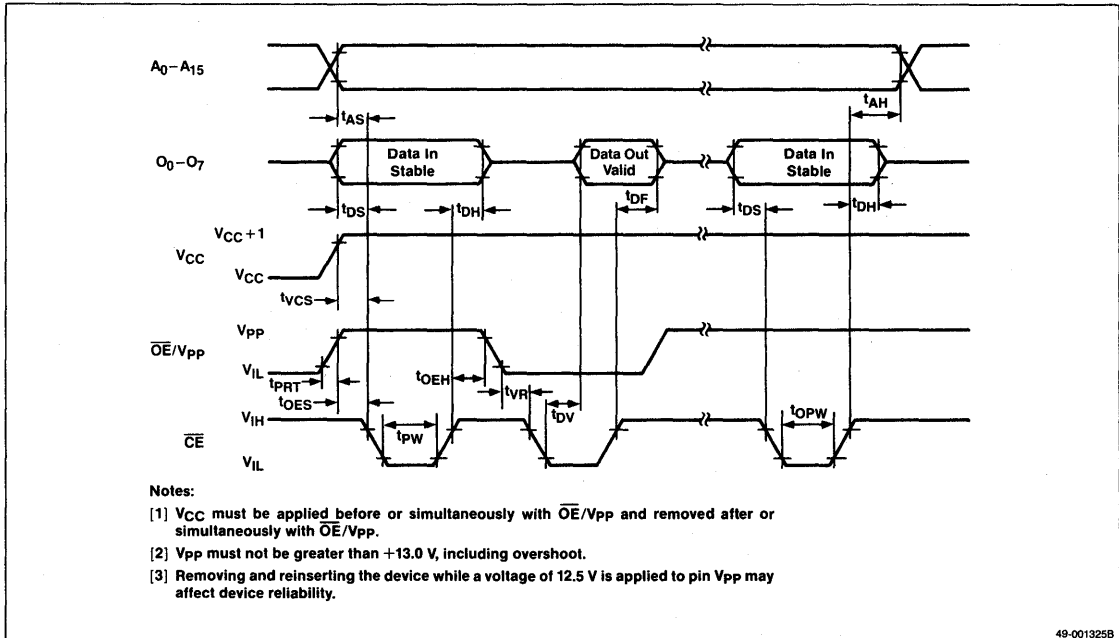 A0–A15
tAS
tAH
O0–O7
Data In
Stable
Data Out
Valid
Data In
Stable
tDS
tDH
tDF
tDS
tDH
VCC+1
VCC
VCC
tVCS
VPP
OE/VPP
VIL
tPRT
tOES
tOEH
tVR
tDV
tOPW
VIH
CE
tPW
VIL
Notes:
[1] VCC must be applied before or simultaneously with OE/VPP and removed after or
simultaneously with OE/VPP.
[2] VPP must not be greater than +13.0 V, including overshoot.
[3] Removing and reinserting the device while a voltage of 12.5 V is applied to pin VPP may
affect device reliability.
49-001325B